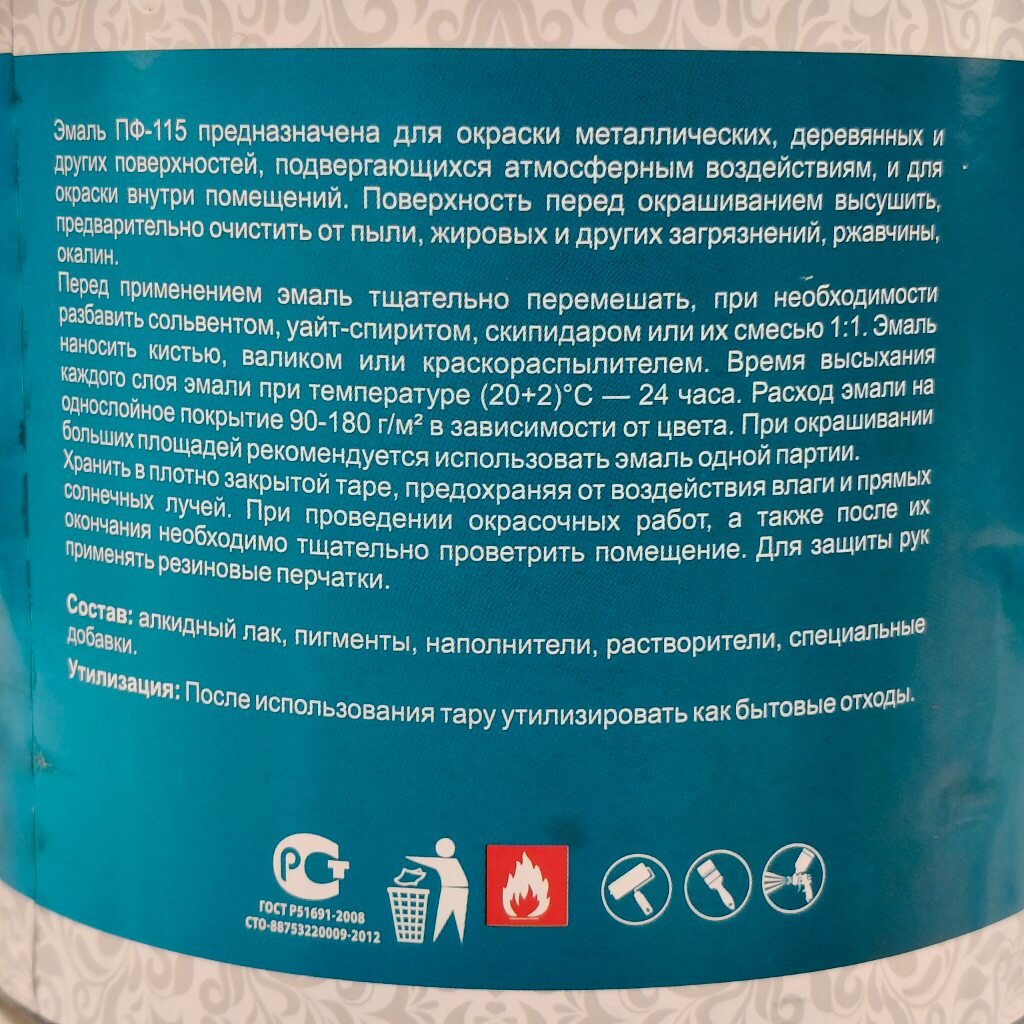 Эмаль ПФ-115 предназначена для окраски металлических, деревянных и
других поверхностей, подвергающихся атмосферным воздействиям, и для
окраски внутри помещений. Поверхность перед окрашиванием высушить,
предварительно очистить от пыли, жировых и других загрязнений, ржавчины,
окалин.
Перед применением эмаль тщательно перемешать, при необходимости
разбавить сольвентом, уайт-спиритом, скипидаром или их смесью 1:1. Эмаль
наносить кистью, валиком или краскораспылителем. Время высыхания
каждого слоя эмали при температуре (20+2)°С — 24 часа. Расход эмали на
однослойное покрытие 90-180 г/м² в зависимости от цвета. При окрашивании
больших площадей рекомендуется использовать эмаль одной партии.
Хранить в плотно закрытой таре, предохраняя от воздействия влаги и прямых
солнечных лучей. При проведении окрасочных работ, а также после их
окончания необходимо тщательно проветрить помещение. Для защиты рук
применять резиновые перчатки.
Состав: алкидный лак, пигменты, наполнители, растворители, специальные
добавки.
Утилизация: После использования тару утилизировать как бытовые отходы.
РСТ
ГОСТ Р51691-2008
СТО-88753220009-2012